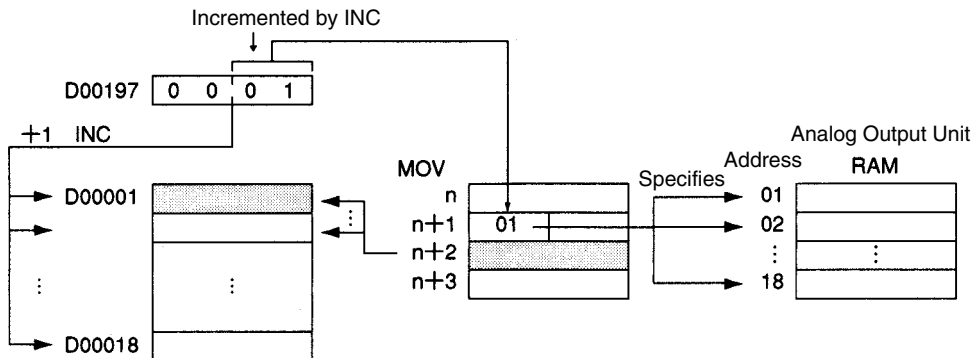 Incremented by INC
D00197 0 0 0 1
+1 INC
Analog Output Unit
MOV
Address RAM
Specifies
D00001
n
01
n+1 01
02
n+2
⋮
⋮
n+3
18
⋮
⋮
⋮
⋮
D00018